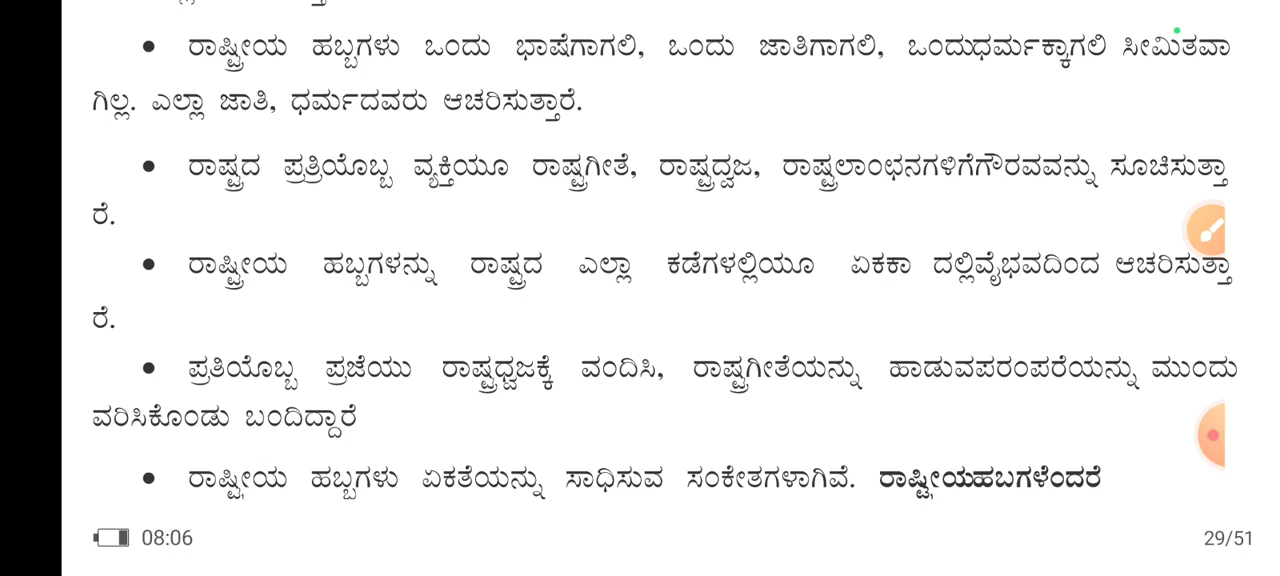 • ರಾಷ್ಟ್ರೀಯ ಹಬ್ಬಗಳು ಒಂದು ಭಾಷೆಗಾಗಲಿ, ಒಂದು ಜಾತಿಗಾಗಲಿ, ಒಂದುಧರ್ಮಕ್ಕಾಗಲಿ ಸೀಮಿತವಾ
ಗಿಲ್ಲ. ಎಲ್ಲಾ ಜಾತಿ, ಧರ್ಮದವರು ಆಚರಿಸುತ್ತಾರೆ.
• ರಾಷ್ಟ್ರದ ಪ್ರತ್ರಿಯೊಬ್ಬ ವ್ಯಕ್ತಿಯೂ ರಾಷ್ಟ್ರಗೀತೆ, ರಾಷ್ಟ್ರದ್ವಜ, ರಾಷ್ಟ್ರಲಾಂಛನಗಳಿಗೆಗೌರವವನ್ನು ಸೂಚಿಸುತ್ತಾ
ರೆ.
• ರಾಷ್ಟ್ರೀಯ ಹಬ್ಬಗಳನ್ನು ರಾಷ್ಟ್ರದ ಎಲ್ಲಾ ಕಡೆಗಳಲ್ಲಿಯೂ ಏಕಕಾ ದಲ್ಲಿವೈಭವದಿಂದ ಆಚರಿಸುತ್ತಾ
ರೆ.
• ಪ್ರತಿಯೊಬ್ಬ ಪ್ರಜೆಯು ರಾಷ್ಟ್ರಧ್ವಜಕ್ಕೆ ವಂದಿಸಿ, ರಾಷ್ಟ್ರಗೀತೆಯನ್ನು ಹಾಡುವಪರಂಪರೆಯನ್ನು ಮುಂದು
ವರಿಸಿಕೊಂಡು ಬಂದಿದ್ದಾರೆ
• ರಾಷ್ಟ್ರೀಯ ಹಬ್ಬಗಳು ಏಕತೆಯನ್ನು ಸಾಧಿಸುವ ಸಂಕೇತಗಳಾಗಿವೆ. ರಾಷ್ಟ್ರೀಯಹಬಗಳೆಂದರೆ
08:06 29/51